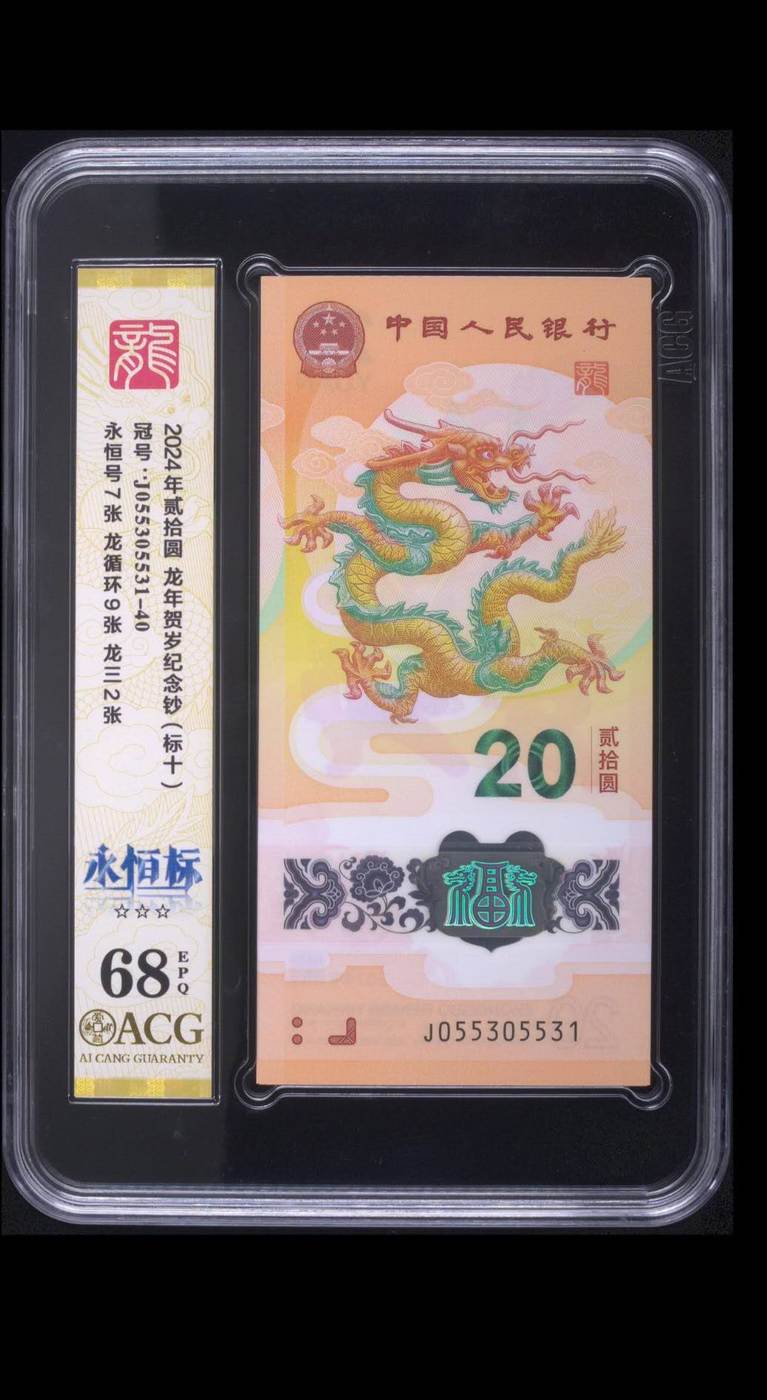 龍
2024年贰拾圆 龙年贺岁纪念钞(标十)
冠号:J055305531-40
永恒号7张 龙循环9张 龙三2张
永恒标
☆☆☆
68 EPQ
ACG
AI CANG GUARANTY
中国人民银行
龍
20 贰拾圆
福
J055305531
ACG